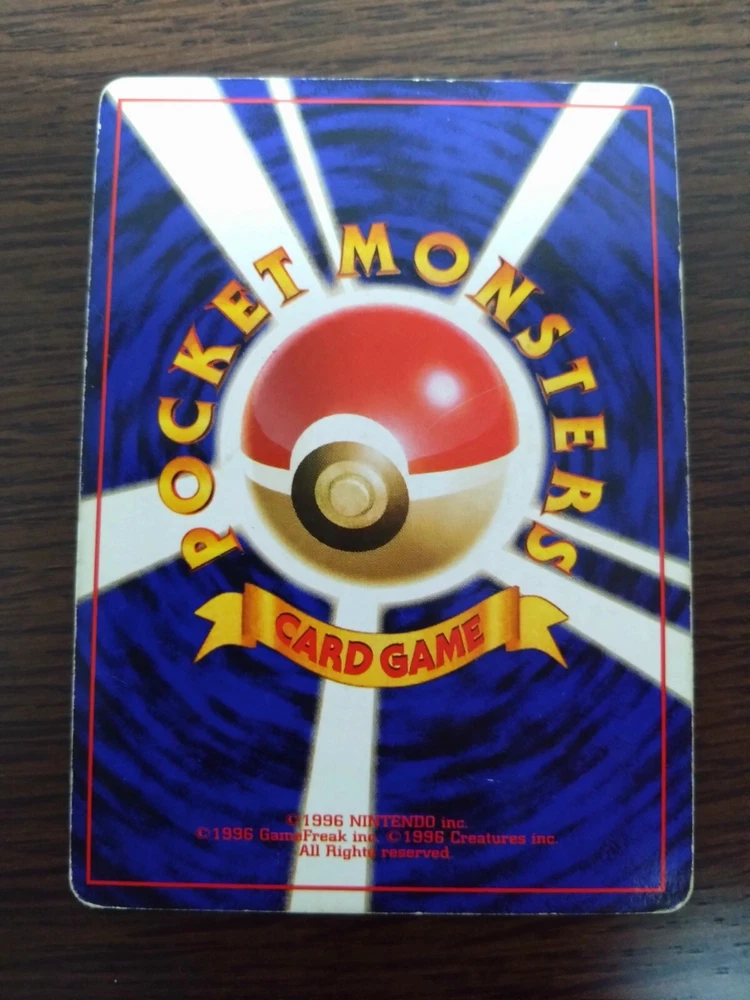 POCKET MONSTERS
CARD GAME
©1996 NINTENDO inc.
©1996 GameFreak inc. ©1996 Creatures inc.
All Rights reserved.